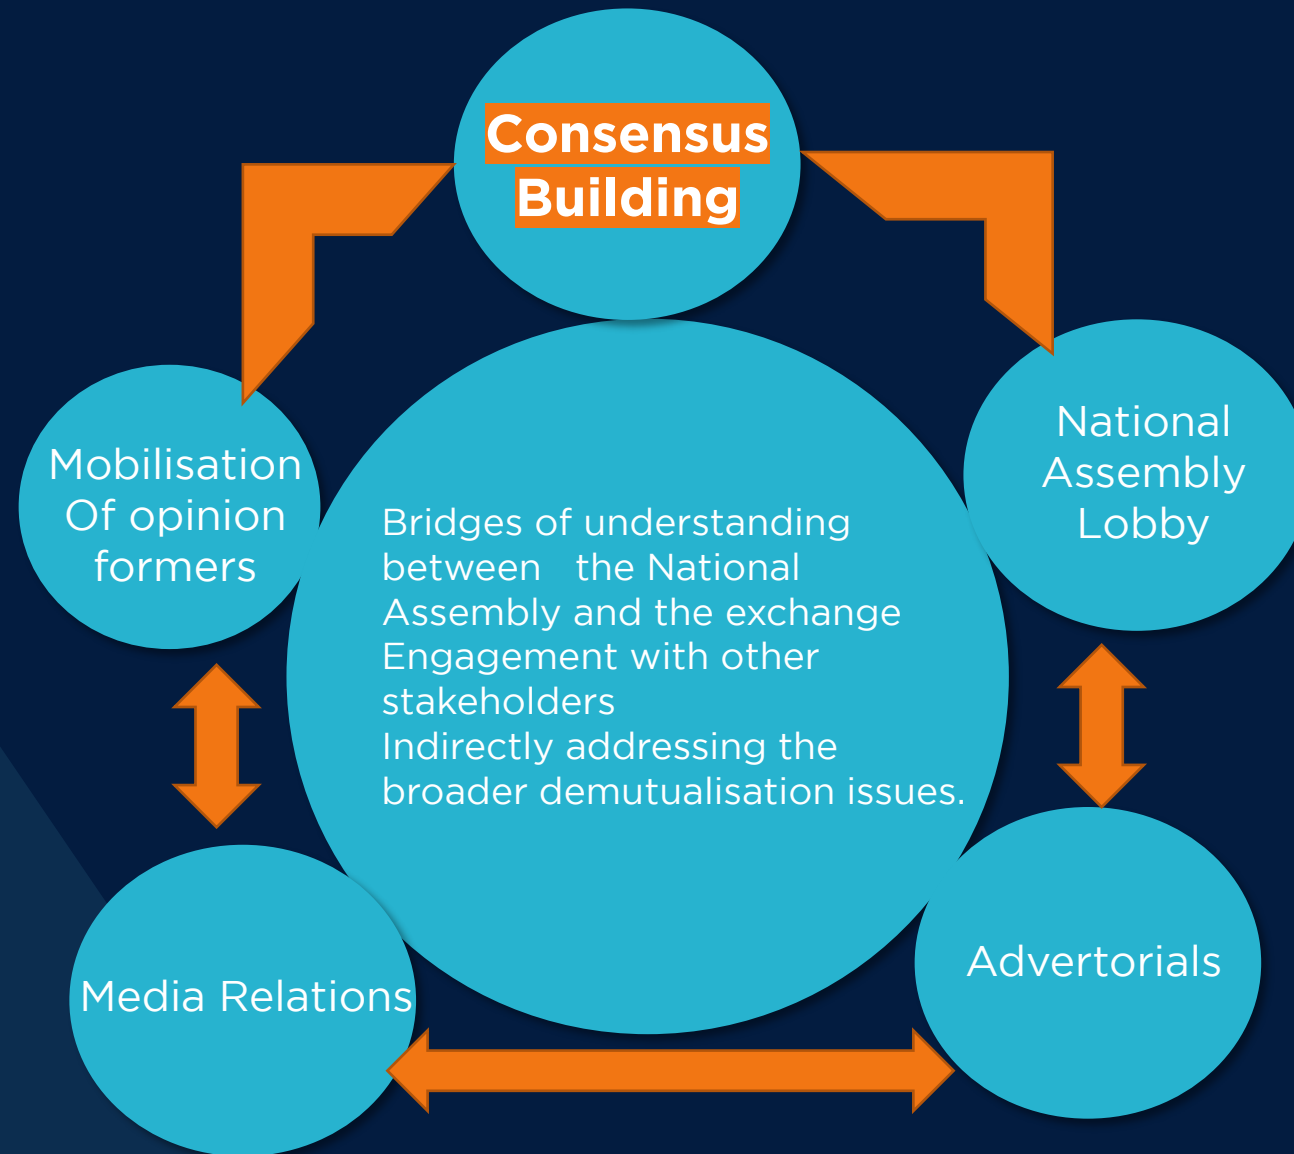 Consensus
Building
Mobilisation
Of opinion
formers
National
Assembly
Lobby
Bridges of understanding
between   the National
Assembly and the exchange
Engagement with other
stakeholders
Indirectly addressing the
broader demutualisation issues.
Media Relations
Advertorials